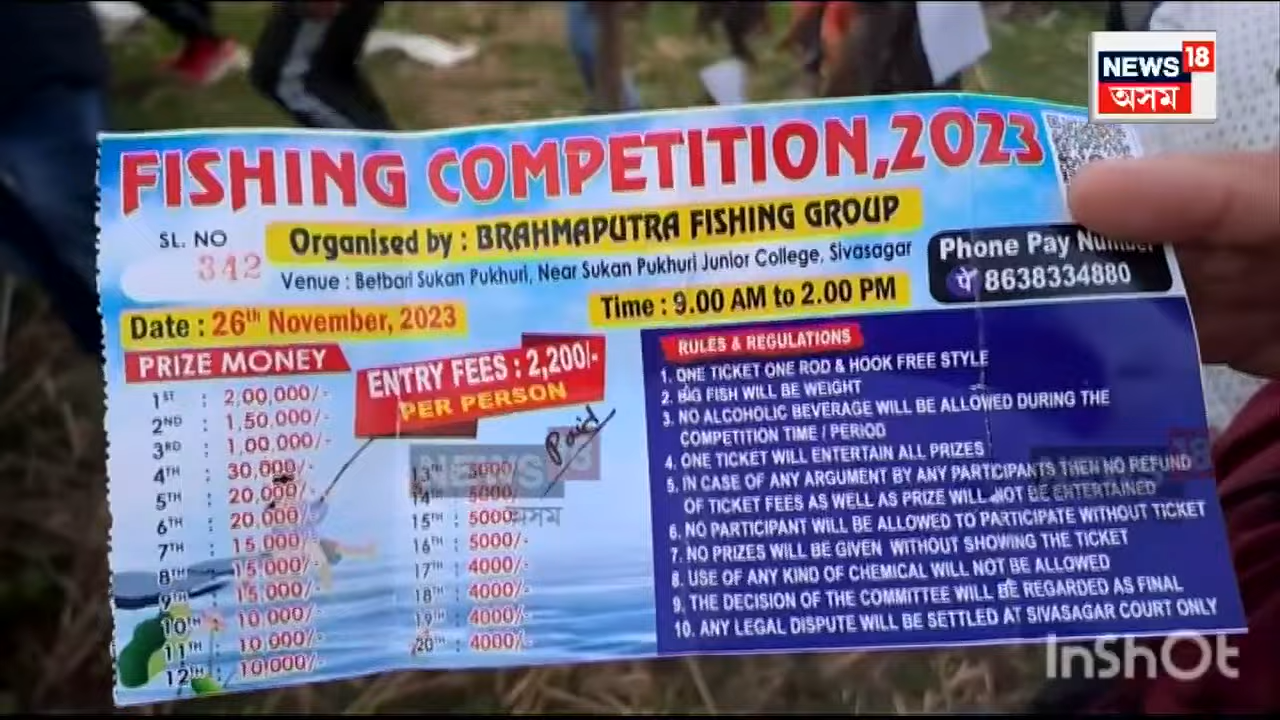 NEWS 18
অসম
FISHING COMPETITION,2023
SL. NO
342
Organised by : BRAHMAPUTRA FISHING GROUP
Venue : Betbari Sukan Pukhuri, Near Sukan Pukhuri Junior College, Sivasagar
Phone Pay Number
पे 8638334880
Date : 26th November, 2023
Time : 9.00 AM to 2.00 PM
PRIZE MONEY
1ST : 2,00,000/-
2ND : 1,50,000/-
3RD : 1,00,000/-
4TH : 30,000/-
5TH : 20,000/-
6TH : 20,000/-
7TH : 15,000/-
8TH : 15,000/-
9TH : 15,000/-
10TH : 10,000/-
11TH : 10,000/-
12TH : 10,000/-
ENTRY FEES : 2,200/-
PER PERSON
Paid
13TH : 5000/-
14TH : 5000/-
15TH : 5000/-
16TH : 5000/-
17TH : 4000/-
18TH : 4000/-
19TH : 4000/-
20TH : 4000/-
RULES & REGULATIONS
1. ONE TICKET ONE ROD & HOOK FREE STYLE
2. BIG FISH WILL BE WEIGHT
3. NO ALCOHOLIC BEVERAGE WILL BE ALLOWED DURING THE
COMPETITION TIME / PERIOD
4. ONE TICKET WILL ENTERTAIN ALL PRIZES
5. IN CASE OF ANY ARGUMENT BY ANY PARTICIPANTS THEN NO REFUND
OF TICKET FEES AS WELL AS PRIZE WILL NOT BE ENTERTAINED
6. NO PARTICIPANT WILL BE ALLOWED TO PARTICIPATE WITHOUT TICKET
7. NO PRIZES WILL BE GIVEN WITHOUT SHOWING THE TICKET
8. USE OF ANY KIND OF CHEMICAL WILL NOT BE ALLOWED
9. THE DECISION OF THE COMMITTEE WILL BE REGARDED AS FINAL
10. ANY LEGAL DISPUTE WILL BE SETTLED AT SIVASAGAR COURT ONLY
NEWS 18
অসম
18
InShOt